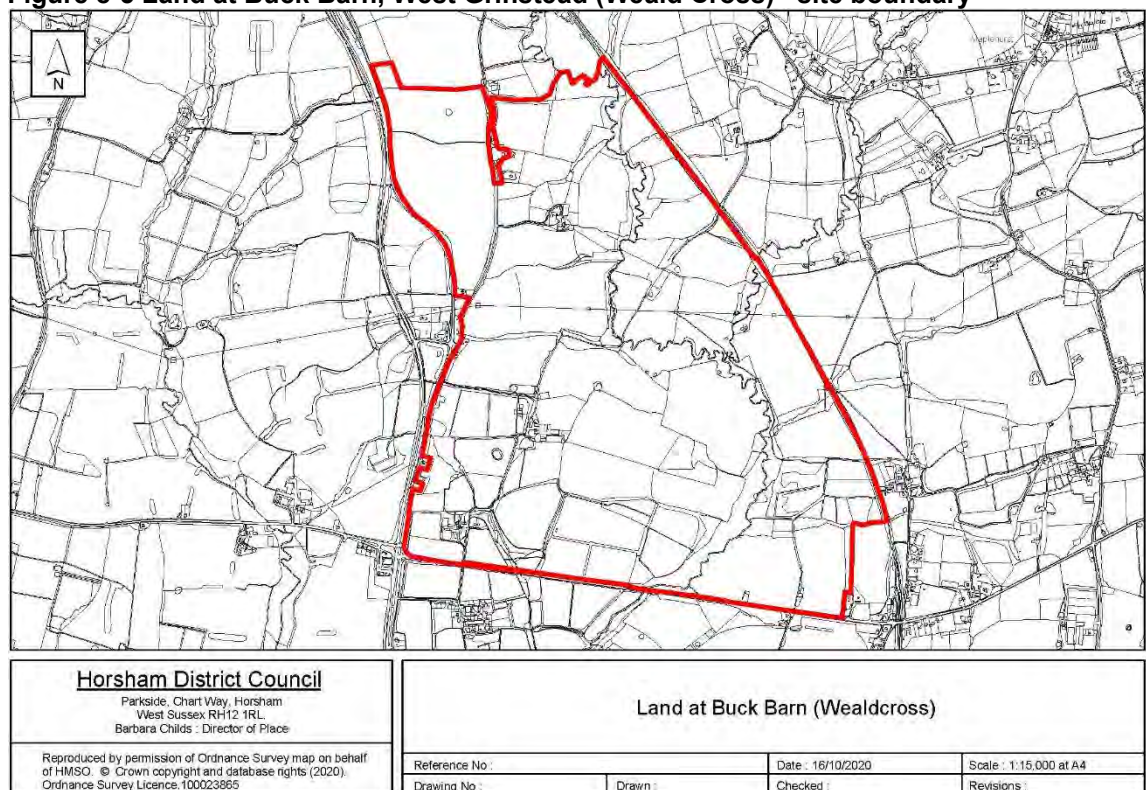 Land at Buck Barn, West Grinstead (Weald Cross) - site boundary
N
Maplehurst
Horsham District Council
Parkside, Chart Way, Horsham
West Sussex RH12 1RL.
Barbara Childs : Director of Place
Reproduced by permission of Ordnance Survey map on behalf
of HMSO. © Crown copyright and database rights (2020).
Ordnance Survey Licence.100023865
Land at Buck Barn (Wealdcross)
Reference No :
Date : 16/10/2020
Scale : 1:15,000 at A4
Drawing No :
Drawn :
Checked :
Revisions :